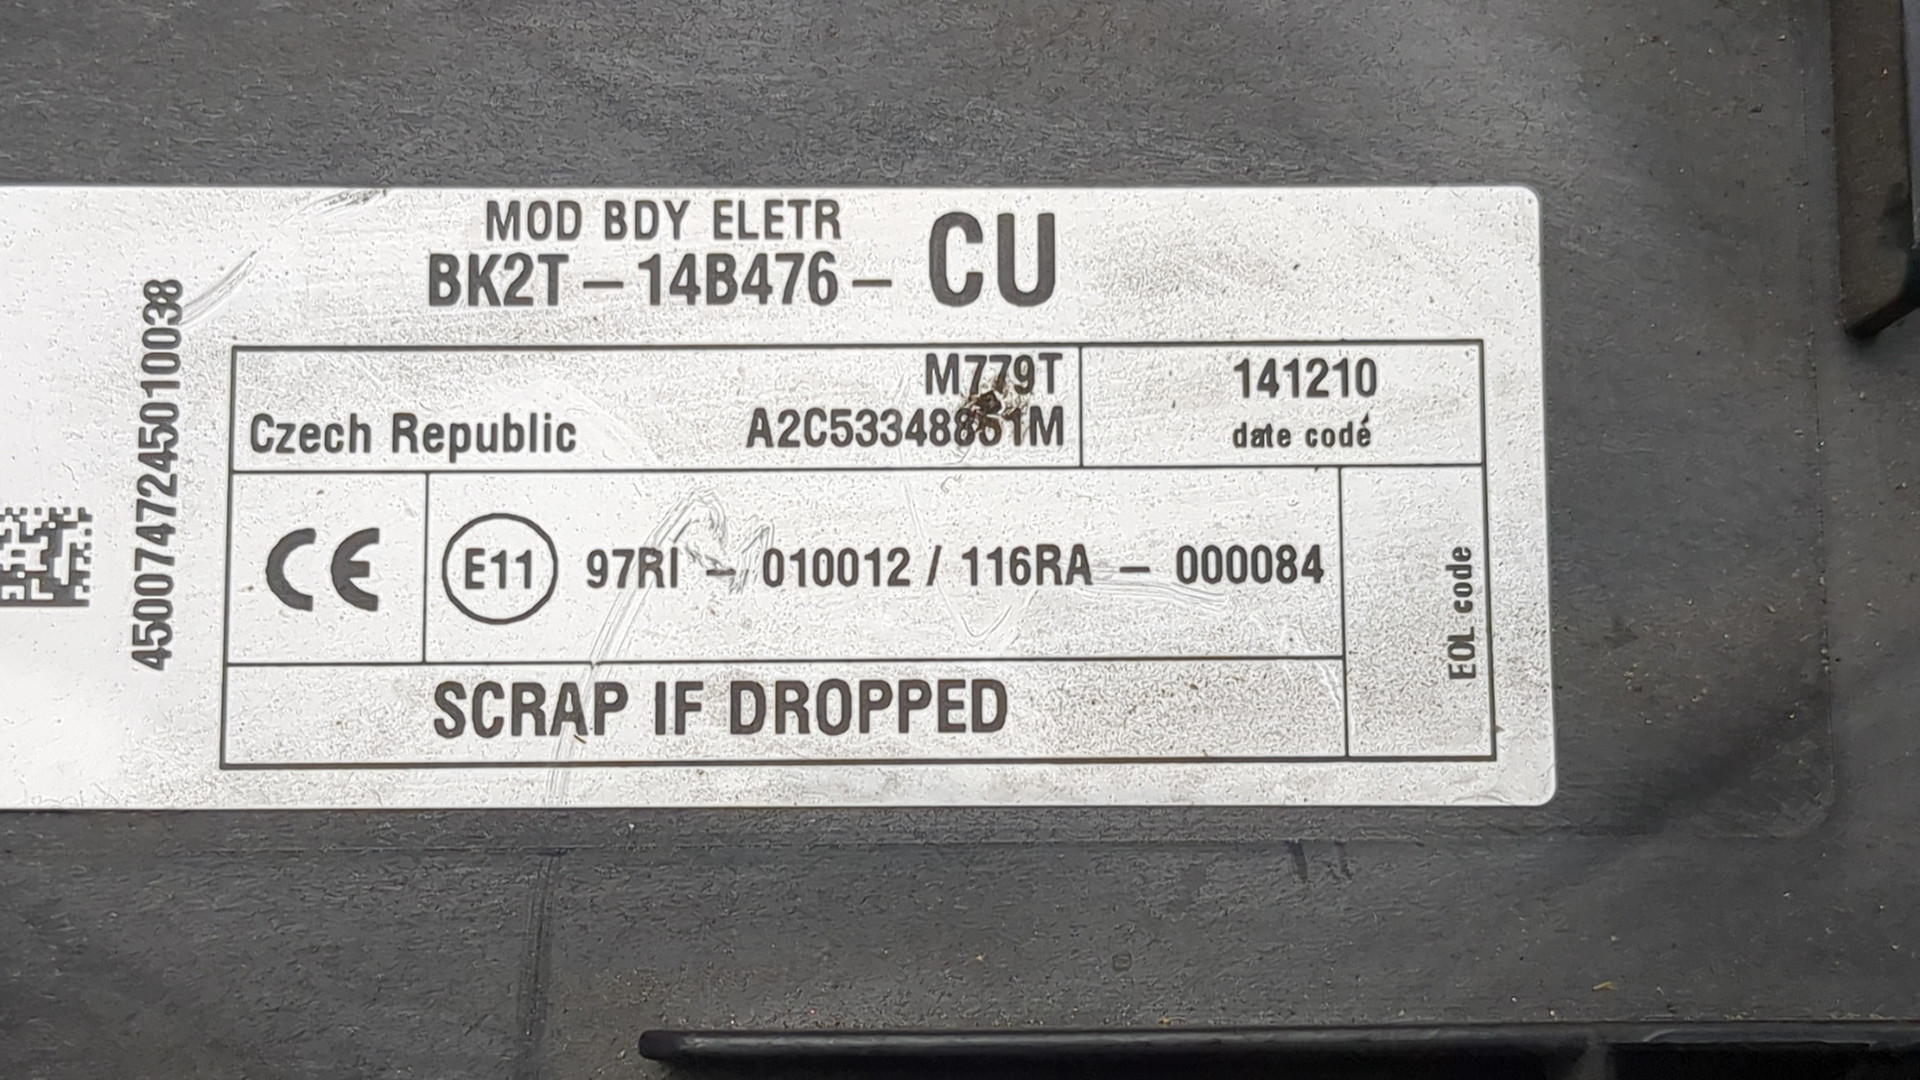 MOD BDY ELETR
BK2T - 14B476 - CU
4500747245010038
M779T
Czech Republic
141210
date code
CE
E11 97RI - 010012 / 116RA - 000084
EOL code
SCRAP IF DROPPED